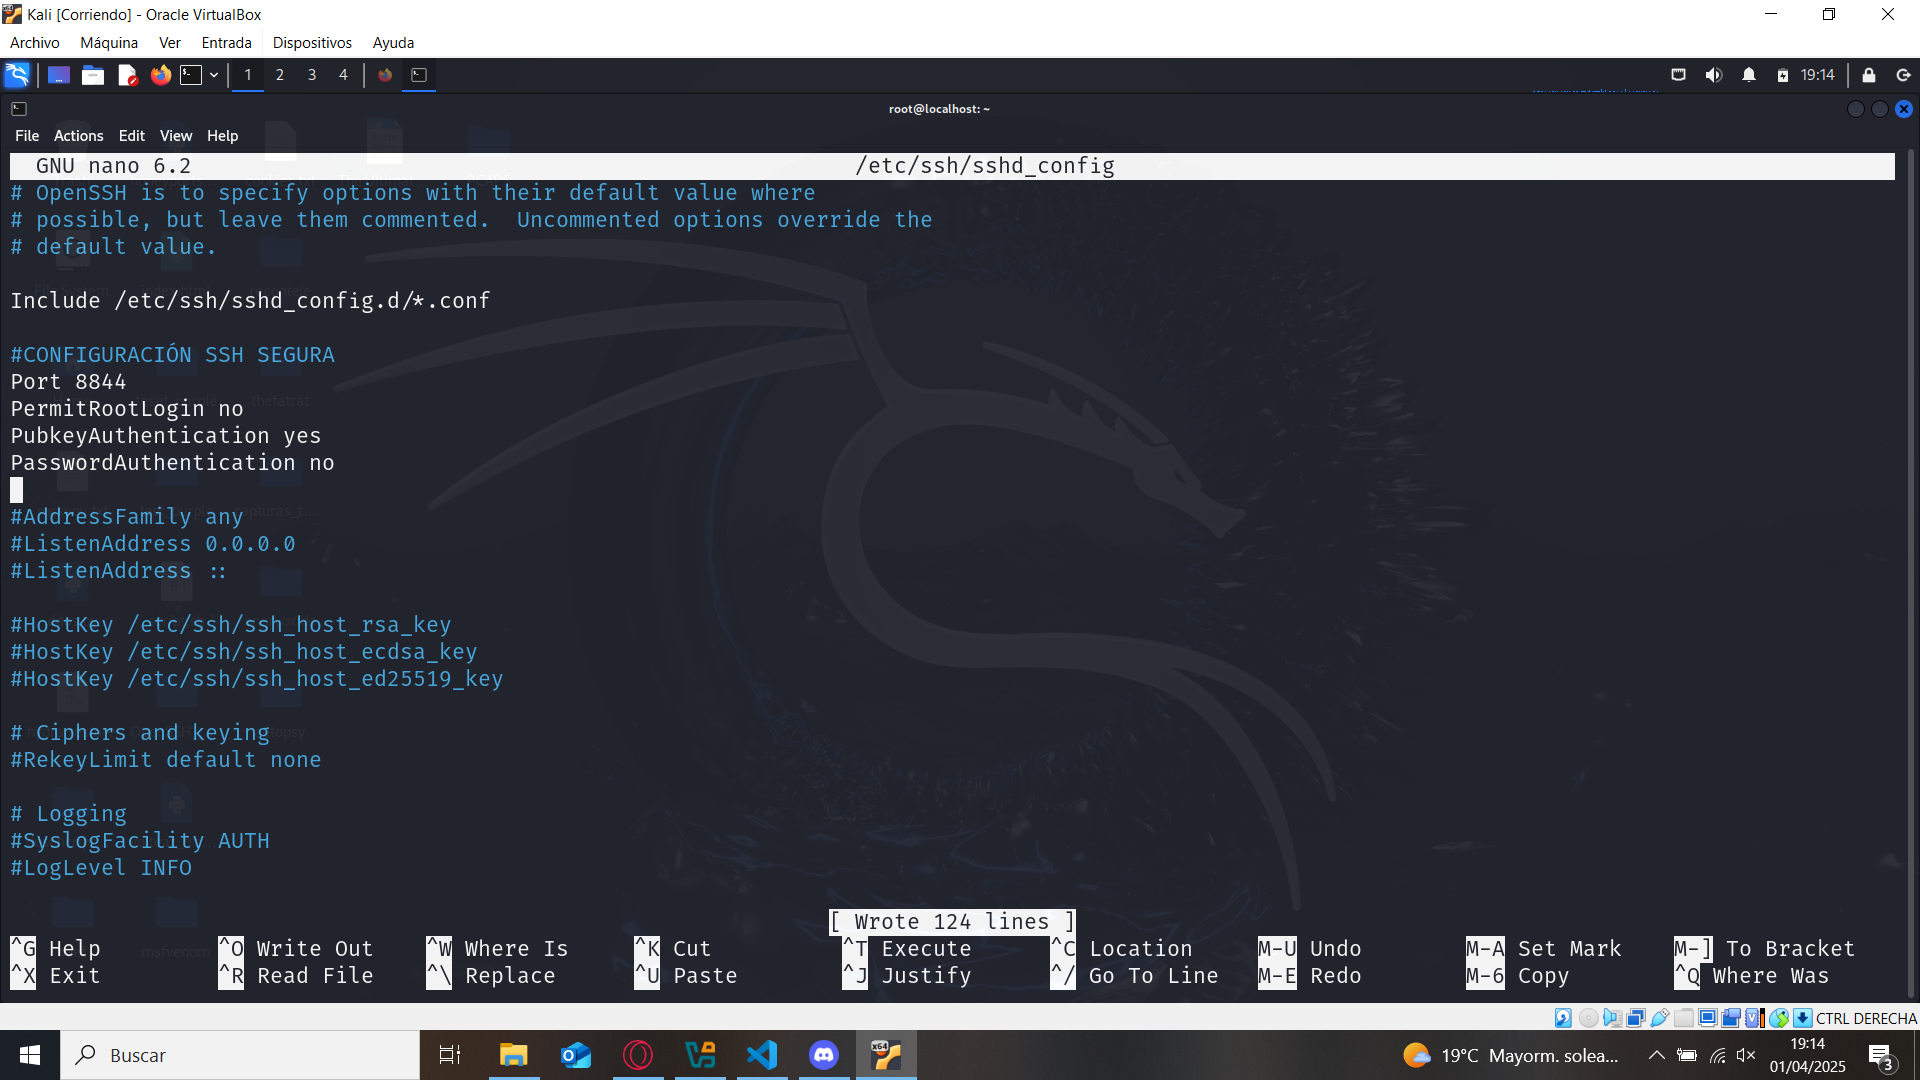 Kali [Corriendo] - Oracle VirtualBox
Archivo Máquina Ver Entrada Dispositivos Ayuda
1 2 3 4 19:14
root@localhost: ~
File Actions Edit View Help
GNU nano 6.2 /etc/ssh/sshd_config
# OpenSSH is to specify options with their default value where
# possible, but leave them commented.  Uncommented options override the
# default value.
Include /etc/ssh/sshd_config.d/*.conf
#CONFIGURACIÓN SSH SEGURA
Port 8844
PermitRootLogin no
PubkeyAuthentication yes
PasswordAuthentication no
#AddressFamily any
#ListenAddress 0.0.0.0
#ListenAddress ::
#HostKey /etc/ssh/ssh_host_rsa_key
#HostKey /etc/ssh/ssh_host_ecdsa_key
#HostKey /etc/ssh/ssh_host_ed25519_key
# Ciphers and keying
#RekeyLimit default none
# Logging
#SyslogFacility AUTH
#LogLevel INFO
thefatrat
msfvenom
[ Wrote 124 lines ]
^G Help ^O Write Out ^W Where Is ^K Cut ^T Execute ^C Location M-U Undo M-A Set Mark M-] To Bracket
^X Exit ^R Read File ^\ Replace ^U Paste ^J Justify ^/ Go To Line M-E Redo M-6 Copy ^Q Where Was
CTRL DERECHA
Buscar
x64
19°C Mayorm. solea...
19:14
01/04/2025
3